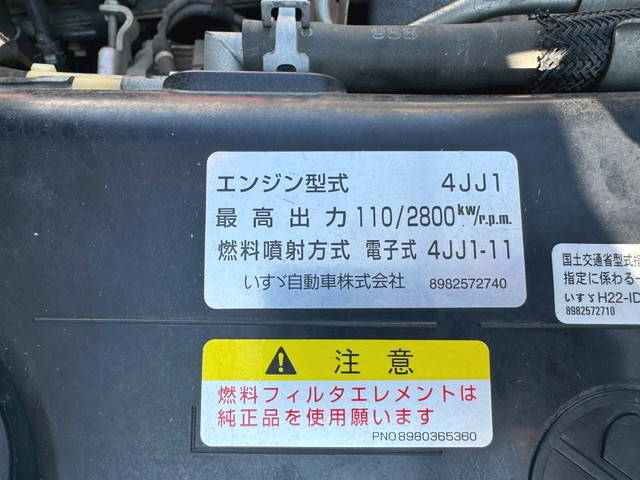 956
エンジン型式 4JJ1
最高出力 110/2800 kw/r.p.m.
燃料噴射方式 電子式 4JJ1-11
いすゞ自動車株式会社 8982572740
国土交通省型式指
指定に係わる一
いすゞH22-ID
8982572710
注意
燃料フィルタエレメントは
純正品を使用願います
PNO8980365360